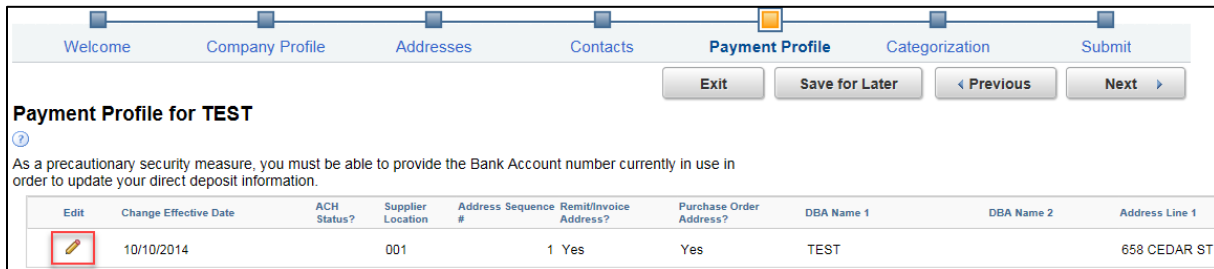 Welcome Company Profile Addresses Contacts Payment Profile Categorization Submit
Exit Save for Later Previous Next
Payment Profile for TEST
?
As a precautionary security measure, you must be able to provide the Bank Account number currently in use in
order to update your direct deposit information.
Edit Change Effective Date ACH Status? Supplier Location Address Sequence # Remit/Invoice Address? Purchase Order Address? DBA Name 1 DBA Name 2 Address Line 1
10/10/2014 001 1 Yes Yes TEST 658 CEDAR ST